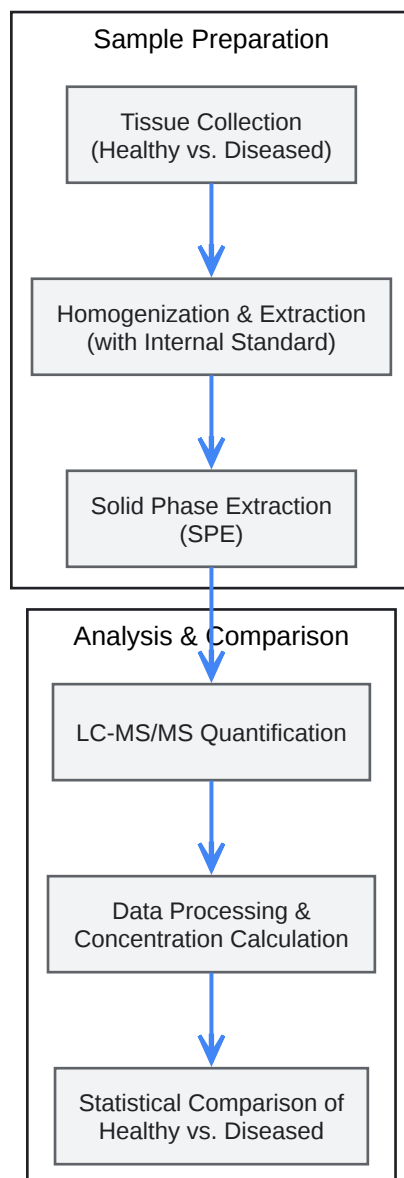 Sample Preparation
Tissue Collection
(Healthy vs. Diseased)
Homogenization & Extraction
(with Internal Standard)
Solid Phase Extraction
(SPE)
Analysis & Comparison
LC-MS/MS Quantification
Data Processing &
Concentration Calculation
Statistical Comparison of
Healthy vs. Diseased